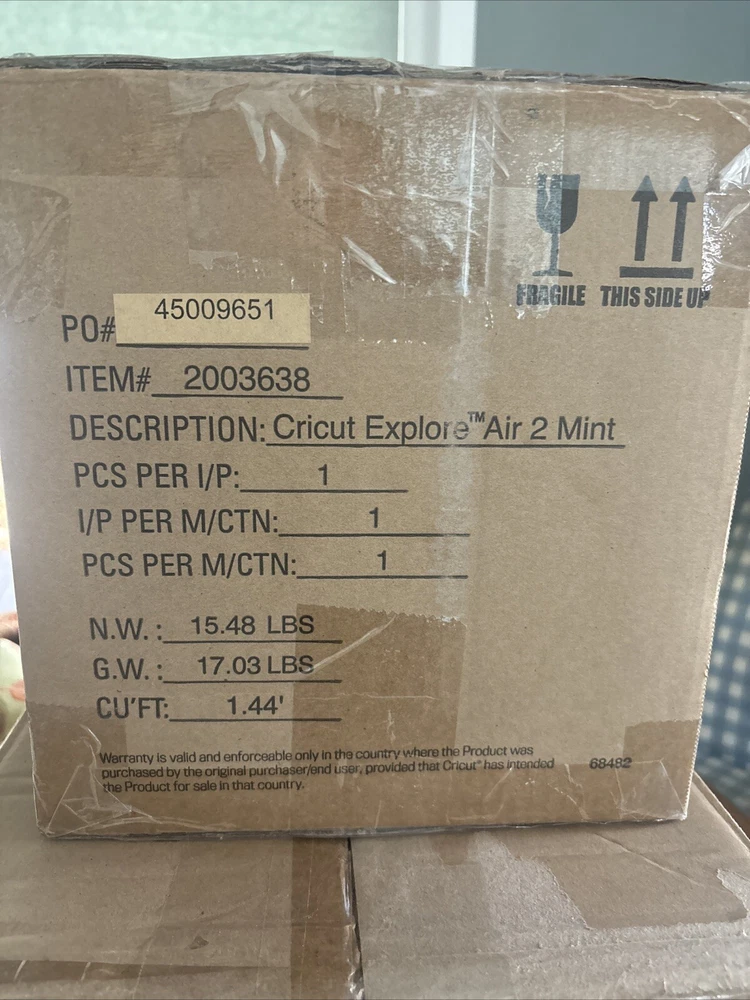 FRAGILE THIS SIDE UP
PO# 45009651
ITEM# 2003638
DESCRIPTION: Cricut Explore™ Air 2 Mint
PCS PER I/P: 1
I/P PER M/CTN: 1
PCS PER M/CTN: 1
N.W.: 15.48 LBS
G.W.: 17.03 LBS
CU'FT: 1.44'
Warranty is valid and enforceable only in the country where the Product was
purchased by the original purchaser/end user, provided that Cricut® has intended
the Product for sale in that country.
68482